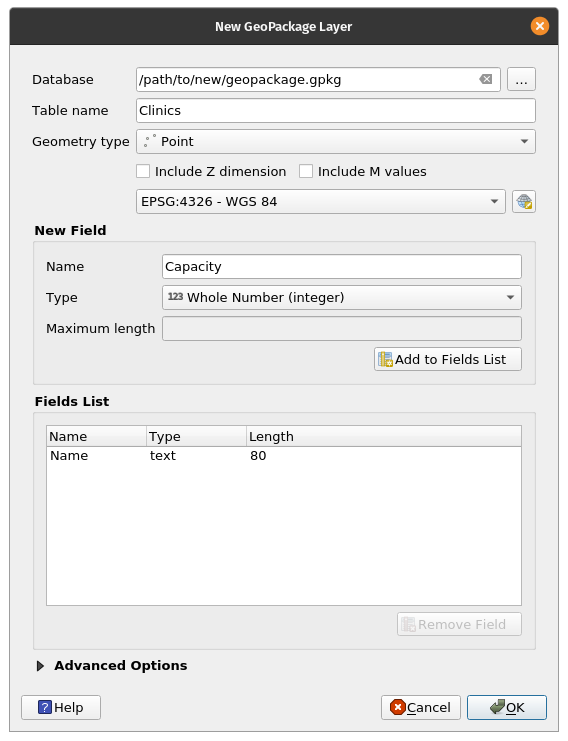 New GeoPackage Layer
Database /path/to/new/geopackage.gpkg ...
Table name Clinics
Geometry type Point
Include Z dimension Include M values
EPSG:4326 - WGS 84
New Field
Name Capacity
Type 123 Whole Number (integer)
Maximum length
Add to Fields List
Fields List
Name Type Length
Name text 80
Remove Field
Advanced Options
Help Cancel OK